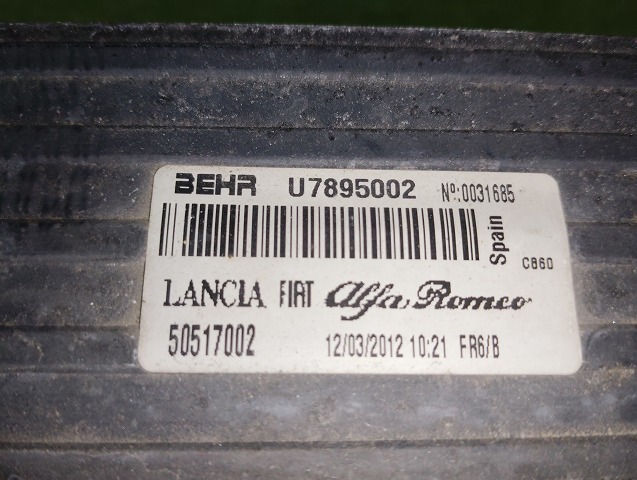 BEHR U7895002 Nº:0031685
Spain
C860
LANCIA FIAT Alfa Romeo
50517002 12/03/2012 10:21 FR6/B